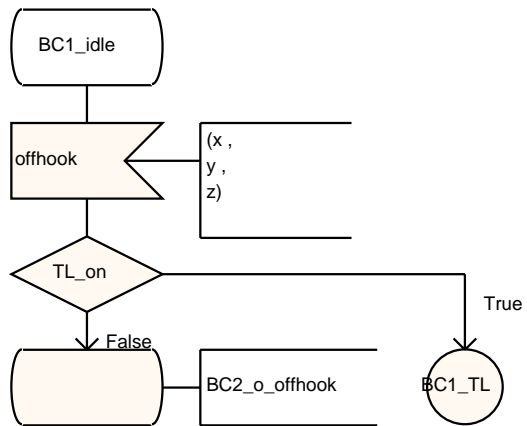 BC1_idle
offhook
(x ,
y ,
z)
TL_on
True
False
BC2_o_offhook
BC1_TL